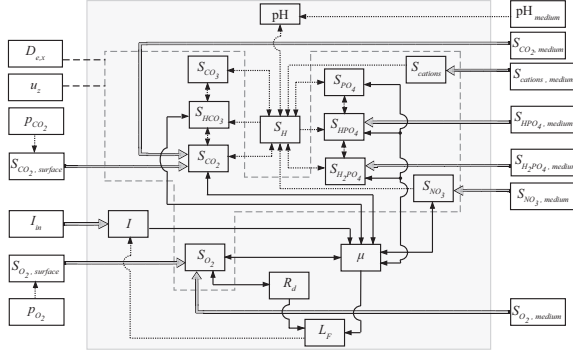 pH
pH_medium
D_e,x
S_CO2, medium
S_CO3
S_cations
S_cations, medium
u_z
S_PO4
p_CO2
S_HCO3
S_H
S_HPO4
S_HPO4, medium
S_CO2, surface
S_CO2
S_H2PO4
S_H2PO4, medium
S_NO3
S_NO3, medium
I_in
I
S_O2
μ
S_O2, surface
R_d
p_O2
L_F
S_O2, medium